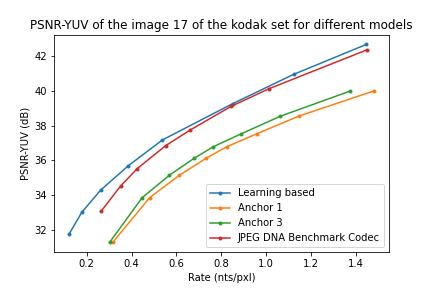 PSNR-YUV of the image 17 of the kodak set for different models
PSNR-YUV (dB)
42
40
38
36
34
32
Learning based
Anchor 1
Anchor 3
JPEG DNA Benchmark Codec
0.2 0.4 0.6 0.8 1.0 1.2 1.4
Rate (nts/pxl)